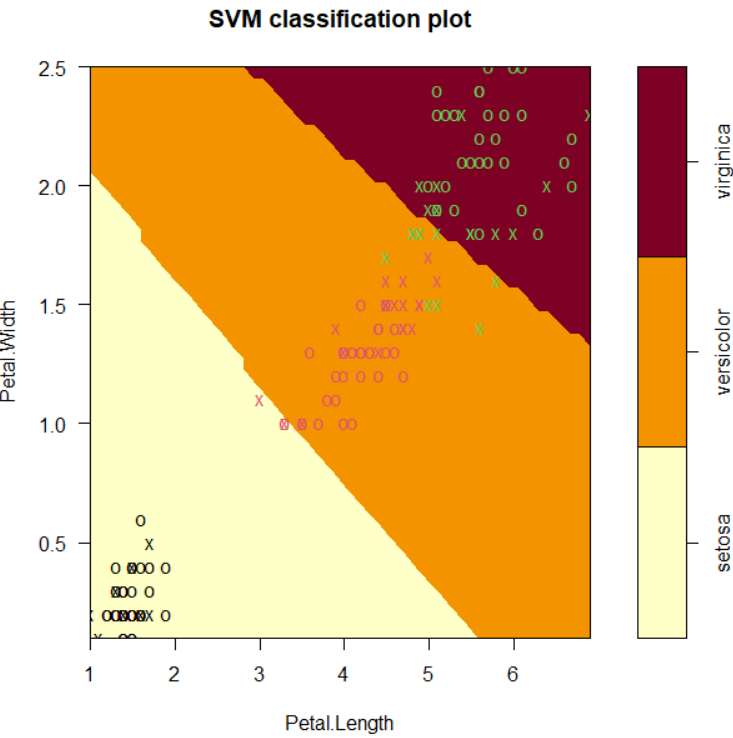 SVM classification plot
2.5
2.0
1.5
1.0
0.5
Petal.Width
1 2 3 4 5 6
Petal.Length
virginica
versicolor
setosa